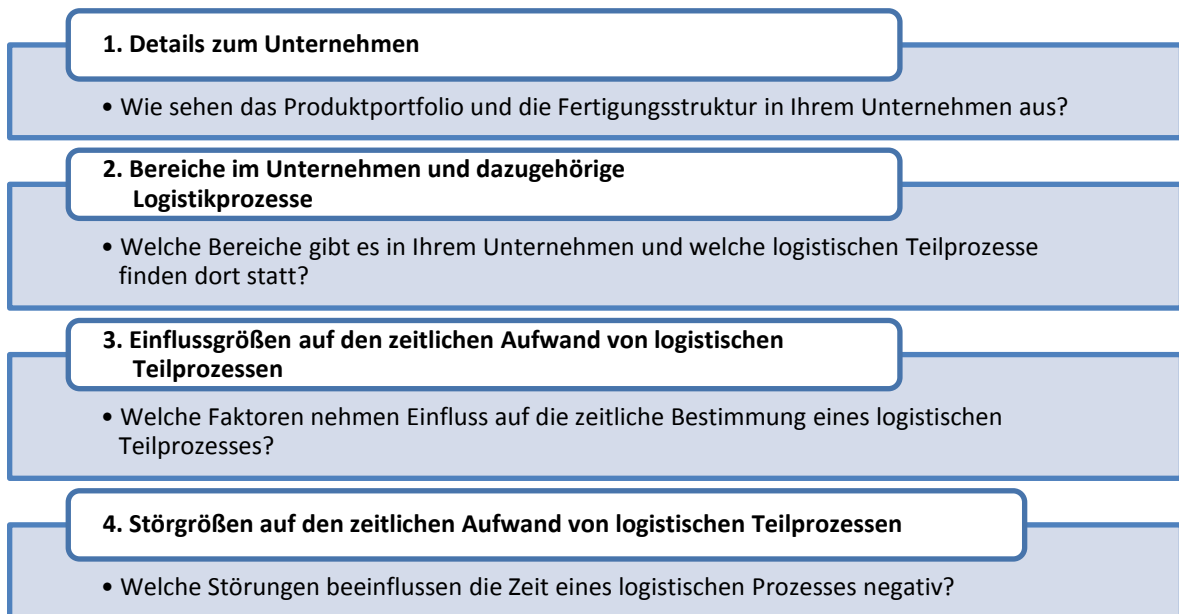 1. Details zum Unternehmen
• Wie sehen das Produktportfolio und die Fertigungsstruktur in Ihrem Unternehmen aus?
2. Bereiche im Unternehmen und dazugehörige
Logistikprozesse
• Welche Bereiche gibt es in Ihrem Unternehmen und welche logistischen Teilprozesse
finden dort statt?
3. Einflussgrößen auf den zeitlichen Aufwand von logistischen
Teilprozessen
• Welche Faktoren nehmen Einfluss auf die zeitliche Bestimmung eines logistischen
Teilprozesses?
4. Störgrößen auf den zeitlichen Aufwand von logistischen Teilprozessen
• Welche Störungen beeinflussen die Zeit eines logistischen Prozesses negativ?